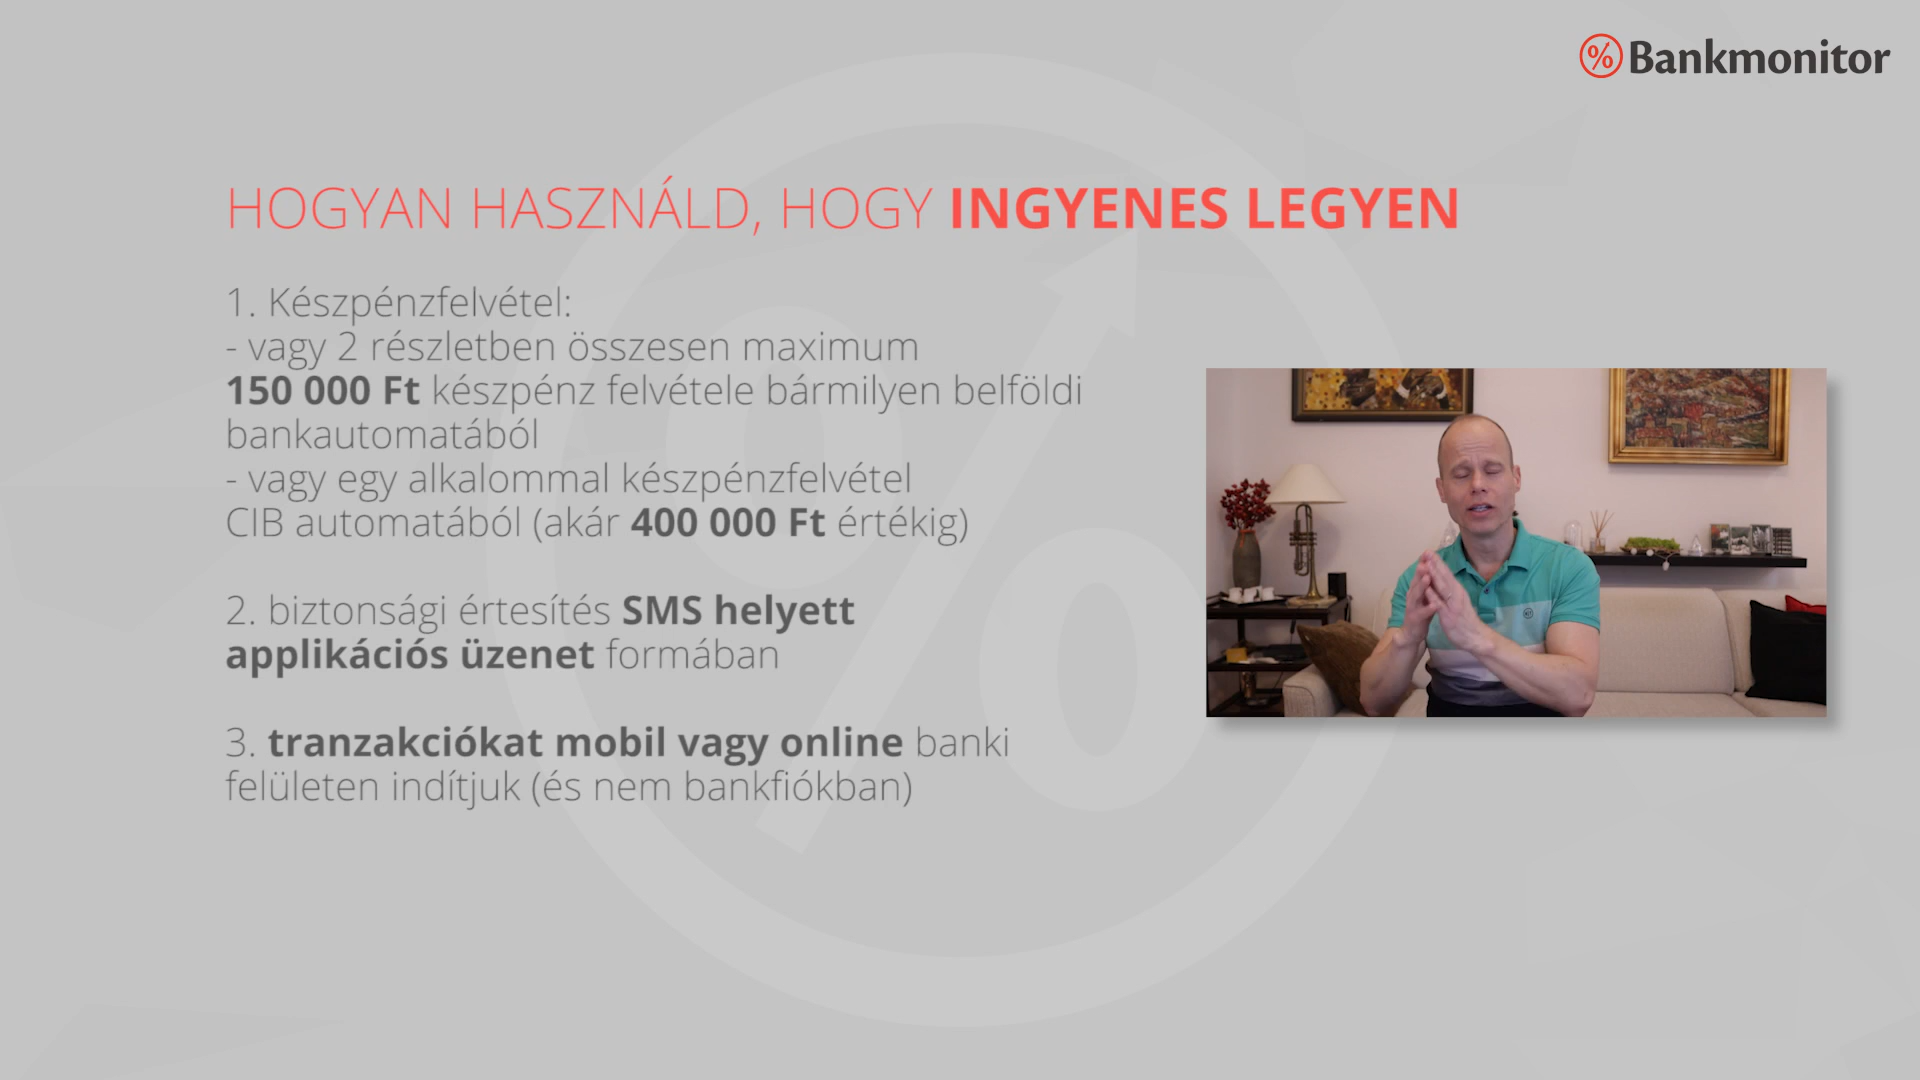 Bankmonitor
HOGYAN HASZNÁLD, HOGY INGYENES LEGYEN
1. Készpénzfelvétel:
- vagy 2 részletben összesen maximum
150 000 Ft készpénz felvétele bármilyen belföldi
bankautomatából
- vagy egy alkalommal készpénzfelvétel
CIB automatából (akár 400 000 Ft értékig)
2. biztonsági értesítés SMS helyett
applikációs üzenet formában
3. tranzakciókat mobil vagy online banki
felületen indítjuk (és nem bankfiókban)